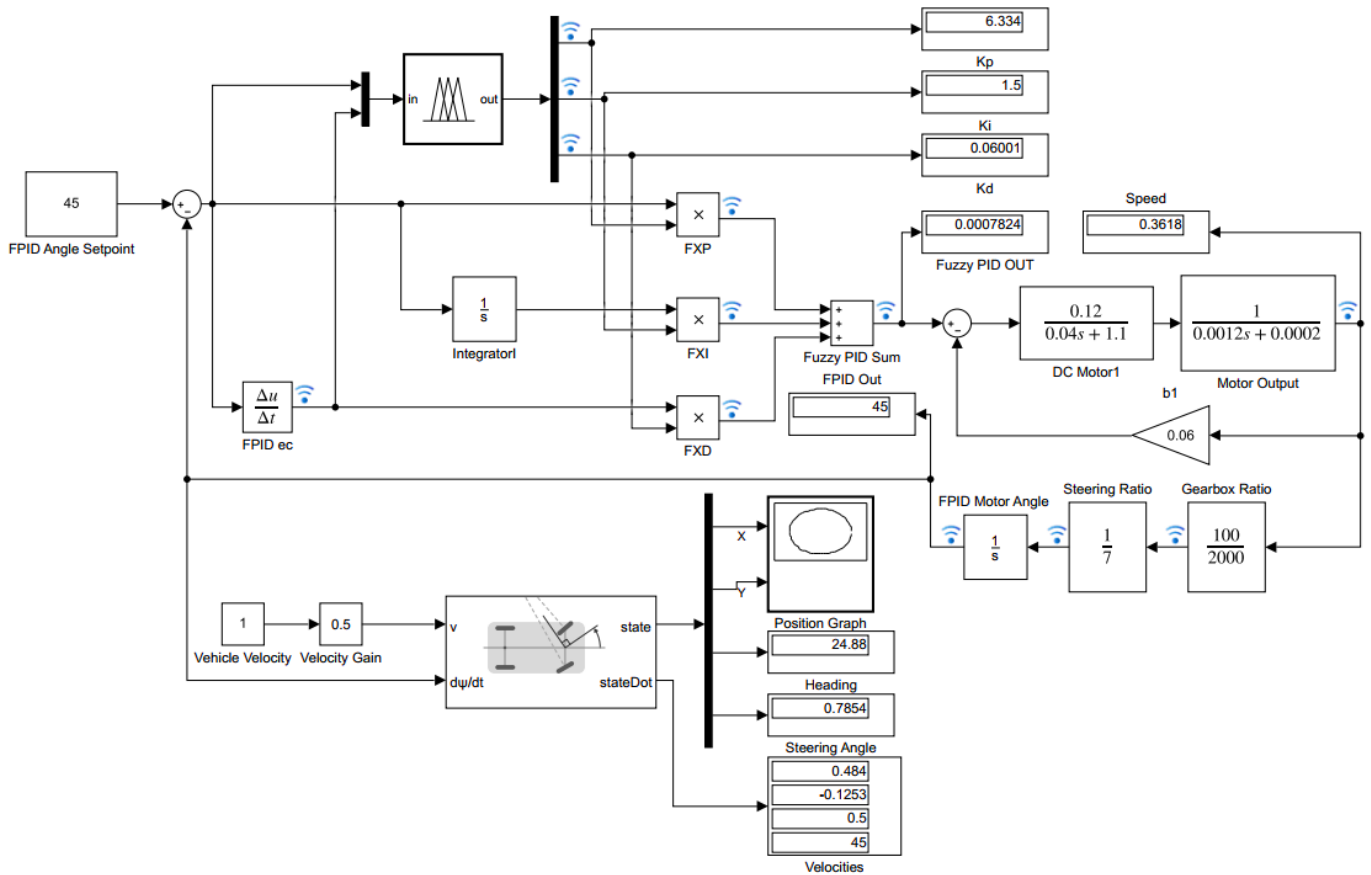 6.334
Kp
1.5
Ki
0.06001
Kd
in
out
45
FPID Angle Setpoint
+
-
×
FXP
0.0007824
Fuzzy PID OUT
Speed
0.3618
1
s
IntegratorI
×
FXI
+
+
+
Fuzzy PID Sum
+
-
0.12
0.04s + 1.1
DC Motor1
1
0.0012s + 0.0002
Motor Output
Δu
Δt
FPID ec
×
FXD
FPID Out
45
b1
0.06
FPID Motor Angle
1
s
Steering Ratio
1
7
Gearbox Ratio
100
2000
X
Y
Position Graph
1
Vehicle Velocity
0.5
Velocity Gain
v
dψ/dt
state
stateDot
24.88
Heading
0.7854
Steering Angle
0.484
-0.1253
0.5
45
Velocities